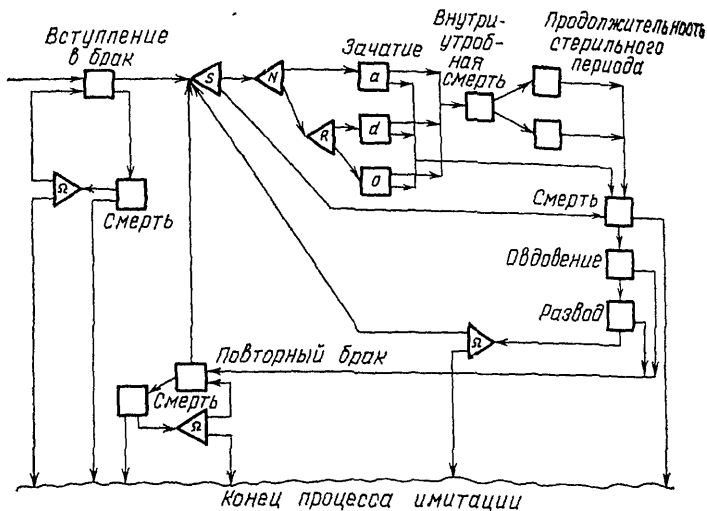 Вступление
в брак
Зачатие
Внутри-
утроб-
ная
смерть
Продолжительность
стерильного
периода
S
N
a
R
d
o
Ω
Смерть
Смерть
Овдовение
Развод
Ω
Повторный брак
Смерть
Ω
Конец процесса имитации